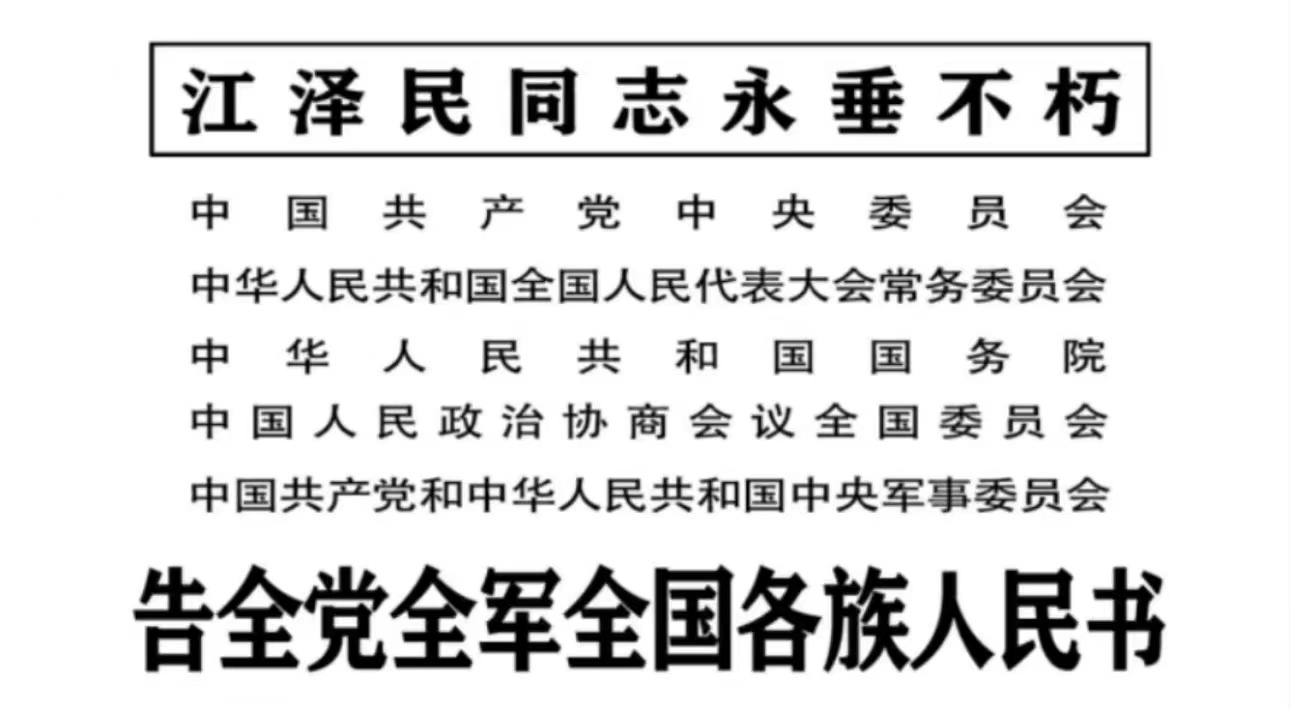 江泽民同志永垂不朽
中国共产党中央委员会
中华人民共和国全国人民代表大会常务委员会
中华人民共和国国务院
中国人民政治协商会议全国委员会
中国共产党和中华人民共和国中央军事委员会
告全党全军全国各族人民书